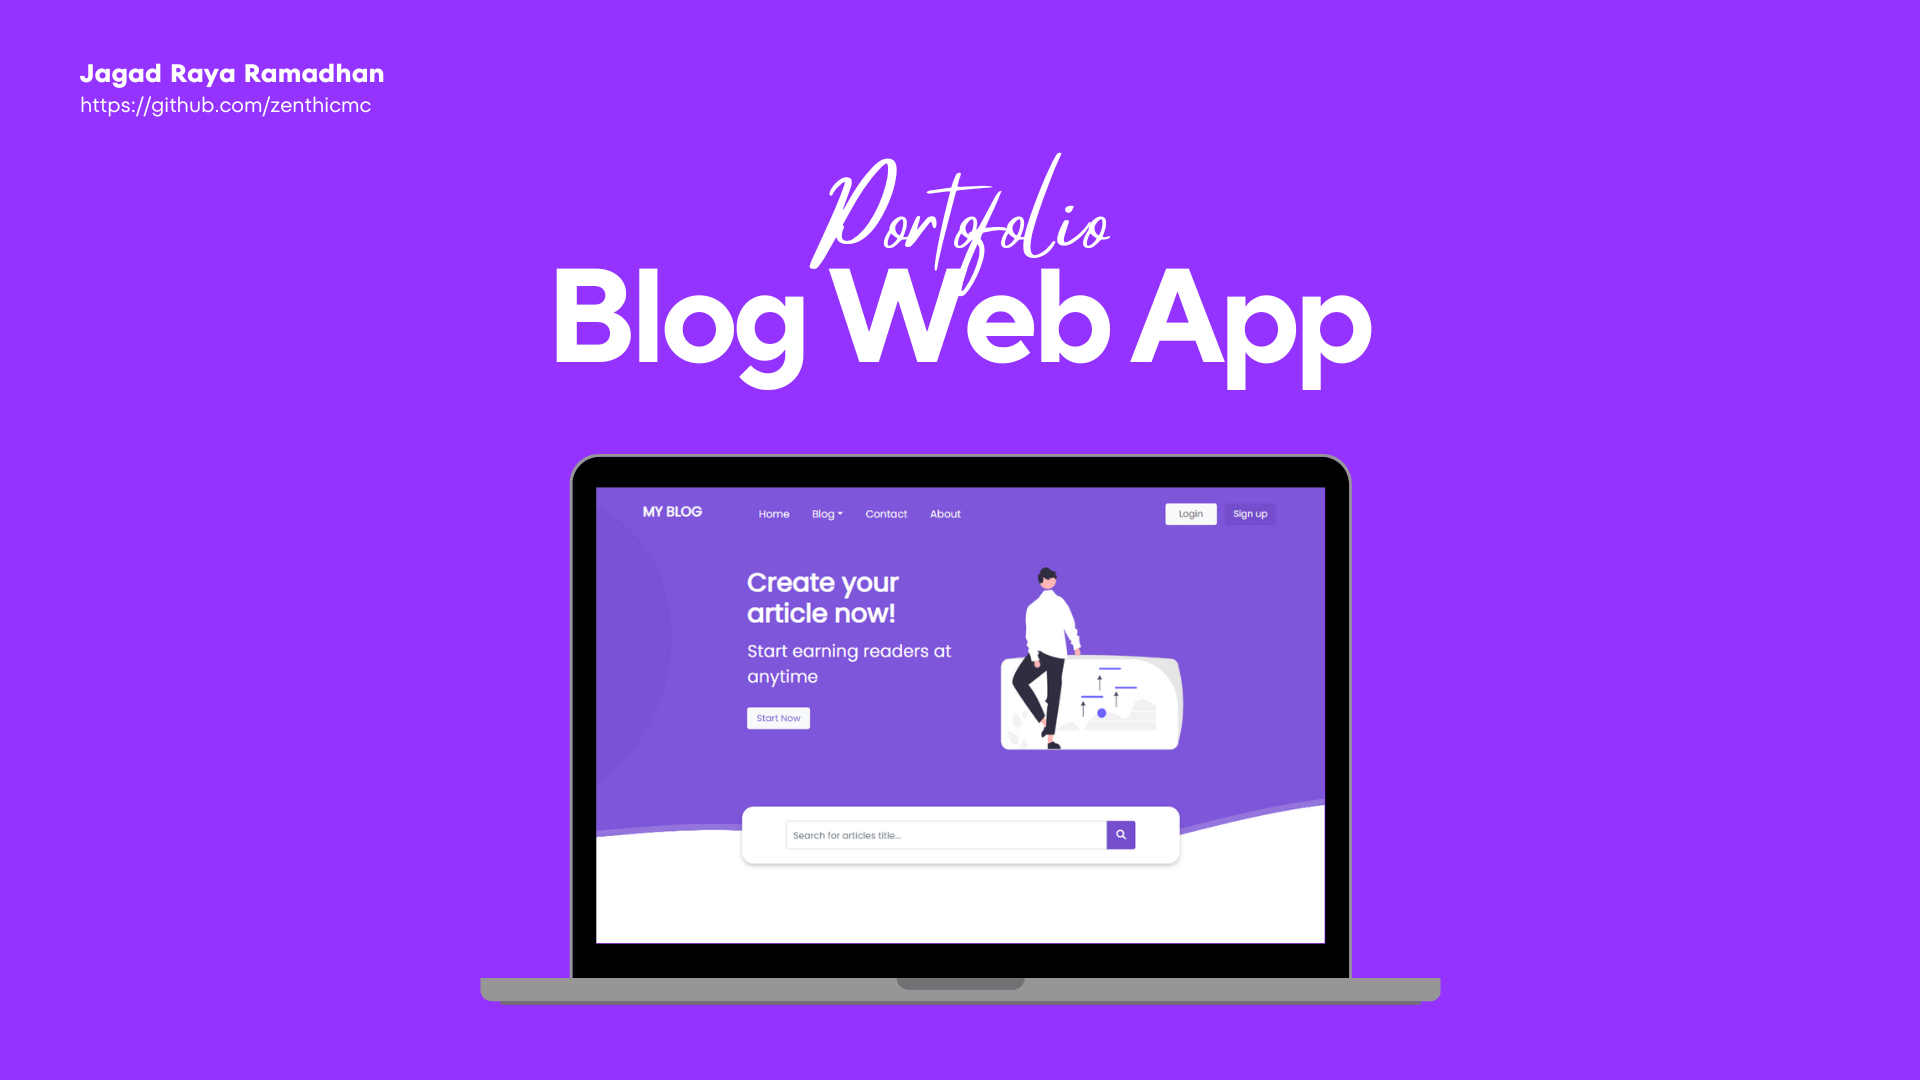 Jagad Raya Ramadhan
https://github.com/zenthicmc
Portofolio
Blog Web App
MY BLOG
Home
Blog
Contact
About
Login
Sign up
Create your
article now!
Start earning readers at
anytime
Start Now
Search for articles title...